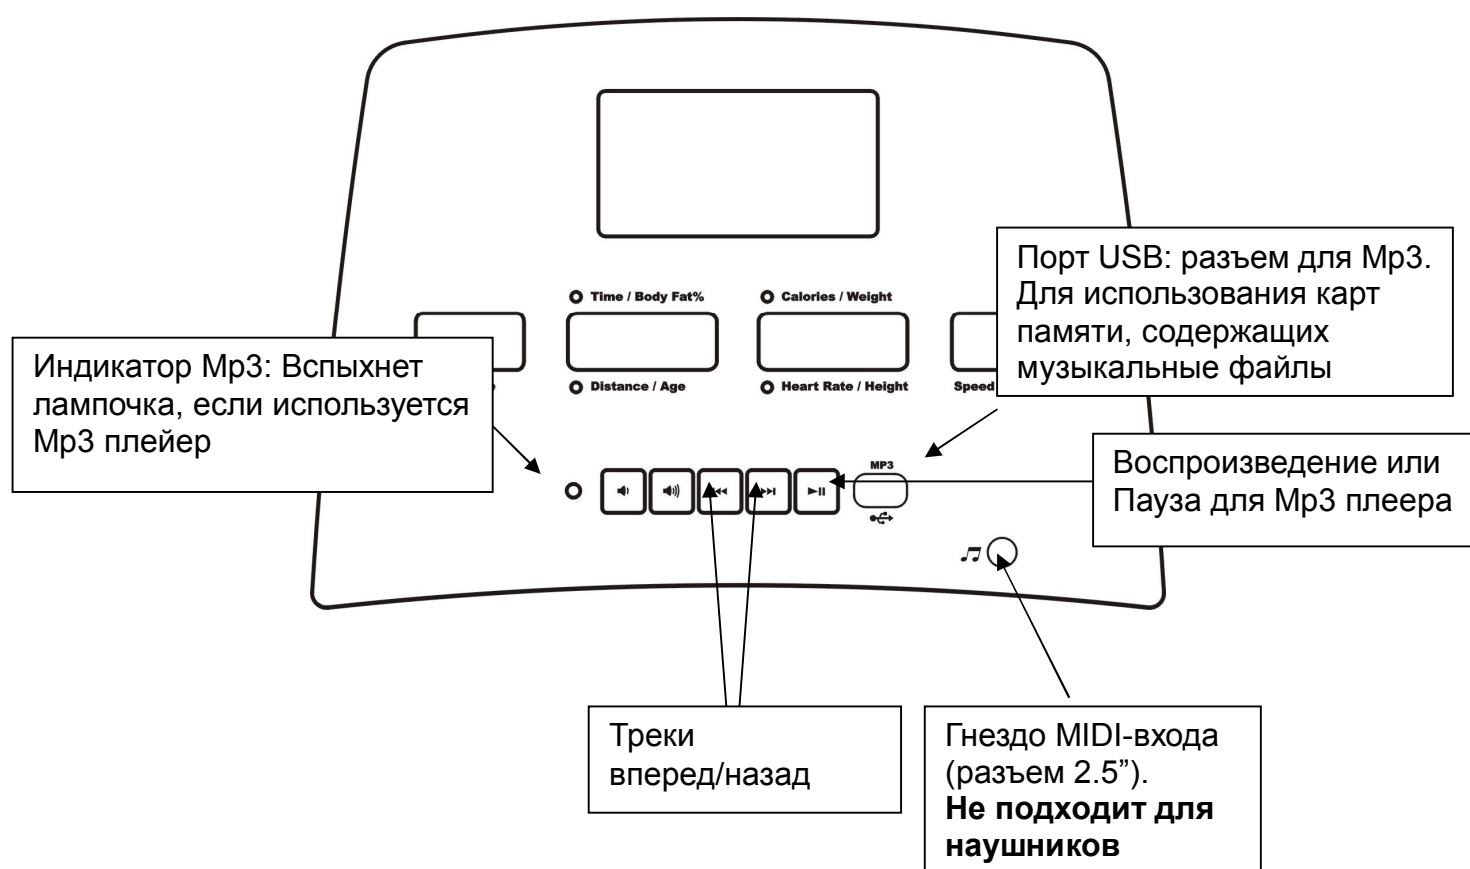 Time / Body Fat%
Calories / Weight
Distance / Age
Heart Rate / Height
Speed
Индикатор Mp3: Вспыхнет
лампочка, если используется
Mp3 плейер
Порт USB: разъем для Mp3.
Для использования карт
памяти, содержащих
музыкальные файлы
MP3
Воспроизведение или
Пауза для Mp3 плеера
Треки
вперед/назад
Гнездо MIDI-входа
(разъем 2.5”).
Не подходит для
наушников